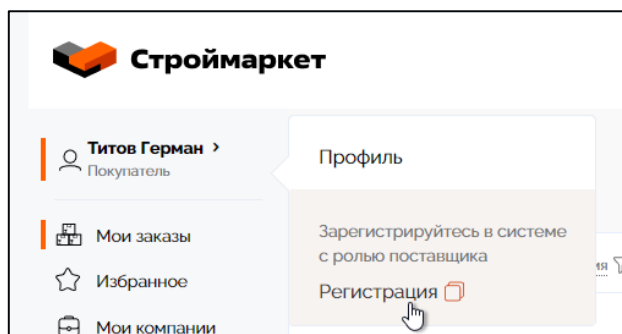 Строймаркет
Титов Герман
Покупатель
Профиль
Мои заказы
Зарегистрируйтесь в системе
с ролью поставщика
Избранное
Регистрация
Мои компании